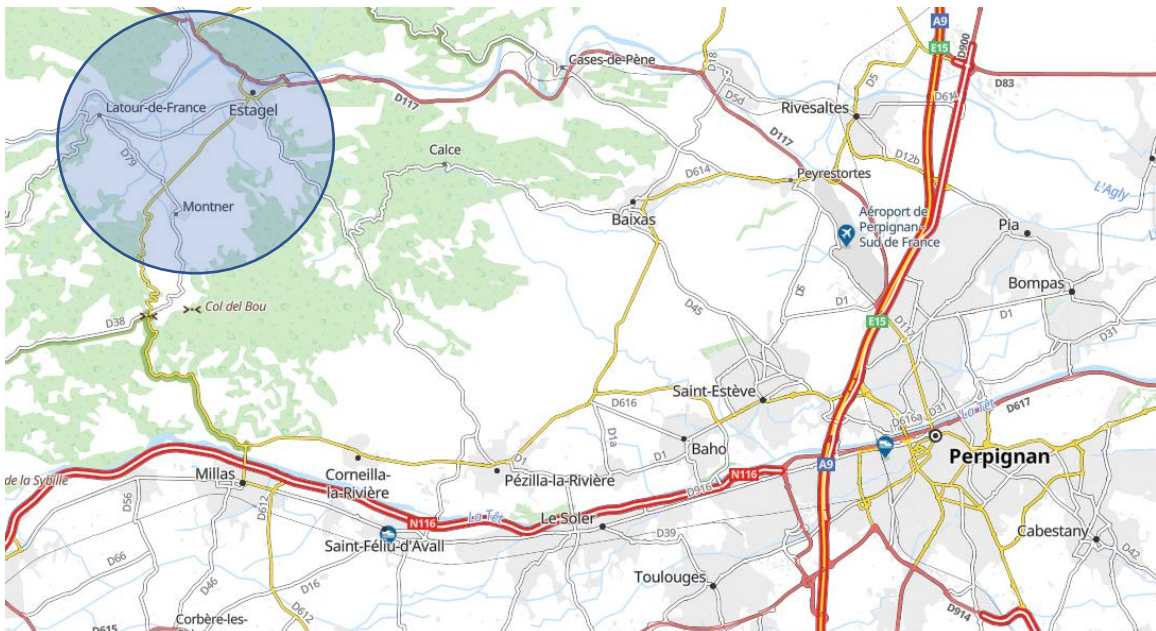 A9
E15
D900
D83
Cases-de-Pène
D18
D5d
D5
D614
Rivesaltes
D117
D117
Latour-de-France
Estagel
D79
Calce
D614
Peyrestortes
D12b
L'Agly
Montner
Baixas
Aéroport de
Perpignan -
Sud de France
Pia
Bompas
Col del Bou
D38
D45
D1
E15
D117
D1
D31
Saint-Estève
D616
D1a
D616a
D31
La Têt
D617
Baho
D1
D1
Perpignan
de la Sybille
Millas
Corneilla-
la-Rivière
Pézilla-la-Rivière
N116
A9
D916
D56
D612
N116
La Têt
Le Soler
Saint-Féliu-d'Avall
D39
Cabestany
D42
D66
D46
D16
Toulouges
D612
D914
D615
Corbère-les-